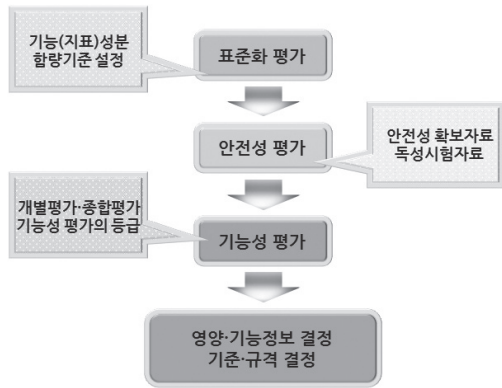 기능(지표)성분
함량기준 설정
표준화 평가
안전성 평가
안전성 확보자료
독성시험자료
개별평가·종합평가
기능성 평가의 등급
기능성 평가
영양·기능정보 결정
기준·규격 결정